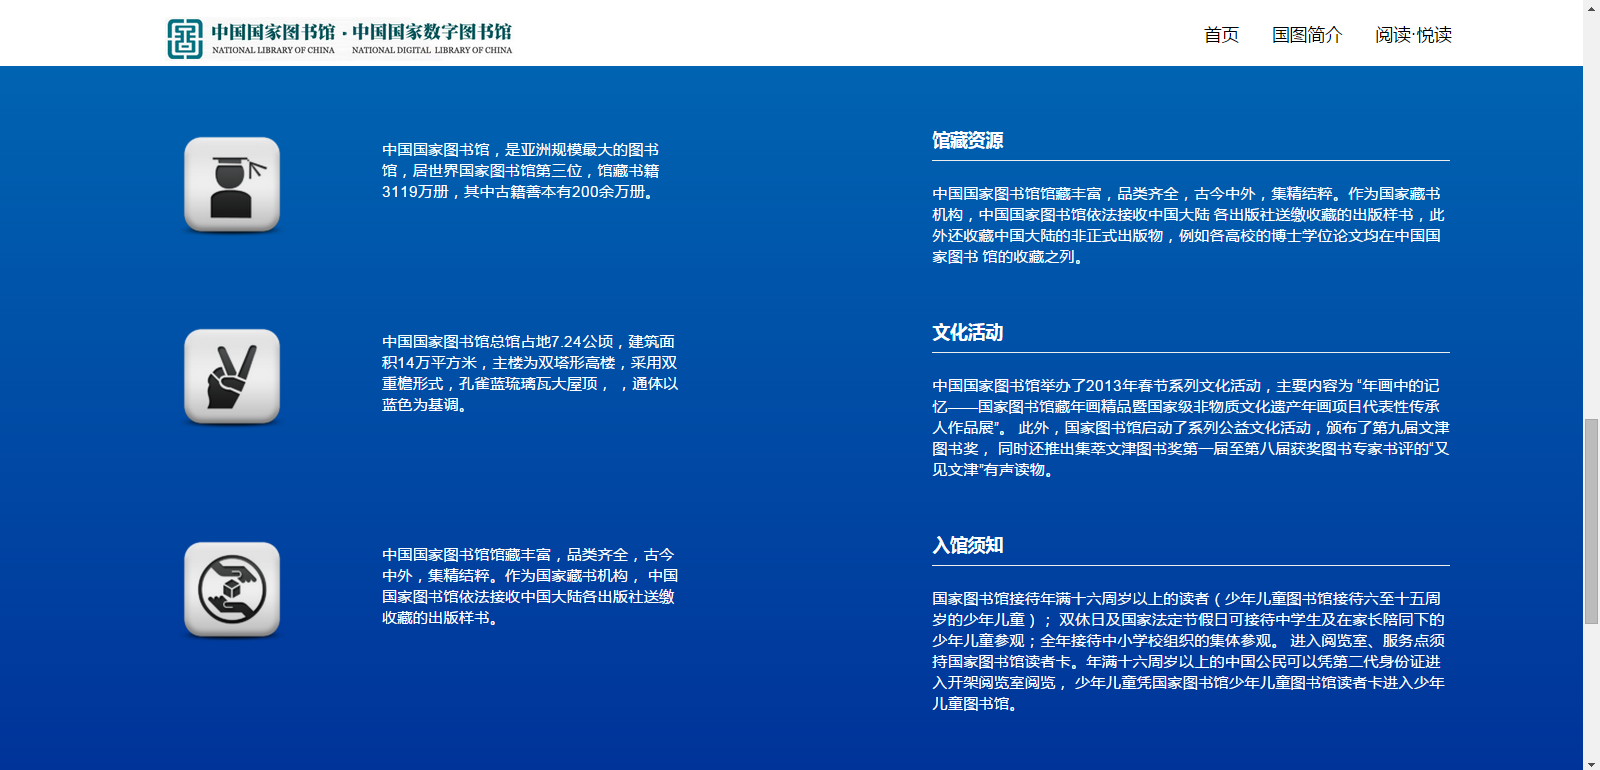 中国国家图书馆·中国国家数字图书馆
NATIONAL LIBRARY OF CHINA NATIONAL DIGITAL LIBRARY OF CHINA
首页 国图简介 阅读·悦读
中国国家图书馆，是亚洲规模最大的图书
馆，居世界国家图书馆第三位，馆藏书籍
3119万册，其中古籍善本有200余万册。
中国国家图书馆总馆占地7.24公顷，建筑面
积14万平方米，主楼为双塔形高楼，采用双
重檐形式，孔雀蓝琉璃瓦大屋顶， ，通体以
蓝色为基调。
中国国家图书馆馆藏丰富，品类齐全，古今
中外，集精结粹。作为国家藏书机构， 中国
国家图书馆依法接收中国大陆各出版社送缴
收藏的出版样书。
馆藏资源
中国国家图书馆馆藏丰富，品类齐全，古今中外，集精结粹。作为国家藏书
机构，中国国家图书馆依法接收中国大陆 各出版社送缴收藏的出版样书，此
外还收藏中国大陆的非正式出版物，例如各高校的博士学位论文均在中国国
家图书 馆的收藏之列。
文化活动
中国国家图书馆举办了2013年春节系列文化活动，主要内容为 “年画中的记
忆——国家图书馆藏年画精品暨国家级非物质文化遗产年画项目代表性传承
人作品展”。 此外，国家图书馆启动了系列公益文化活动，颁布了第九届文津
图书奖， 同时还推出集萃文津图书奖第一届至第八届获奖图书专家书评的“又
见文津”有声读物。
入馆须知
国家图书馆接待年满十六周岁以上的读者（少年儿童图书馆接待六至十五周
岁的少年儿童）； 双休日及国家法定节假日可接待中学生及在家长陪同下的
少年儿童参观；全年接待中小学校组织的集体参观。 进入阅览室、服务点须
持国家图书馆读者卡。年满十六周岁以上的中国公民可以凭第二代身份证进
入开架阅览室阅览， 少年儿童凭国家图书馆少年儿童图书馆读者卡进入少年
儿童图书馆。